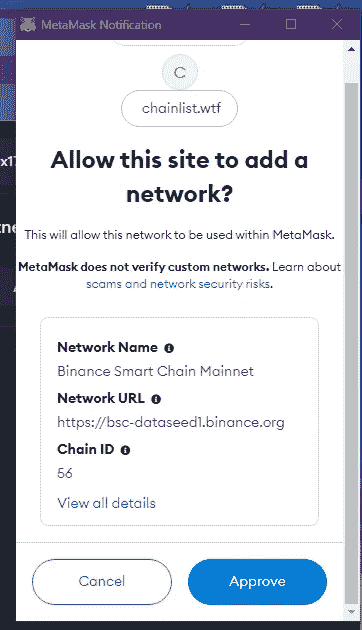 MetaMask Notification
C
chainlist.wtf
Allow this site to add a
network?
This will allow this network to be used within MetaMask.
MetaMask does not verify custom networks. Learn about
scams and network security risks.
Network Name
Binance Smart Chain Mainnet
Network URL
https://bsc-dataseed1.binance.org
Chain ID
56
View all details
Cancel
Approve